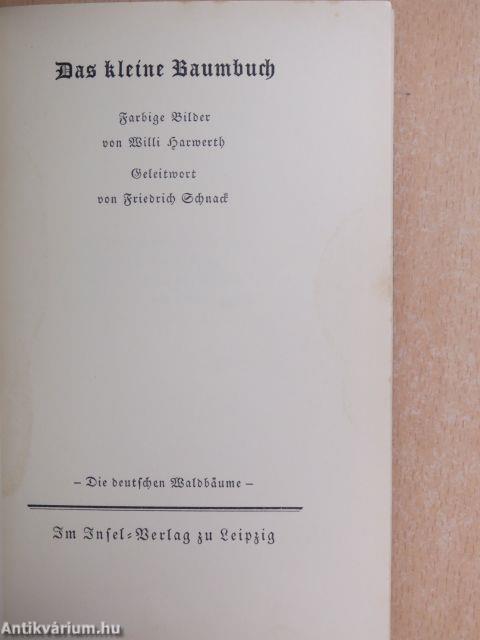 Das kleine Baumbuch
Farbige Bilder
von Willi Harwerth
Geleitwort
von Friedrich Schnack
– Die deutſchen Waldbäume –
Im Inſel-Verlag zu Leipzig
Antikvárium.hu